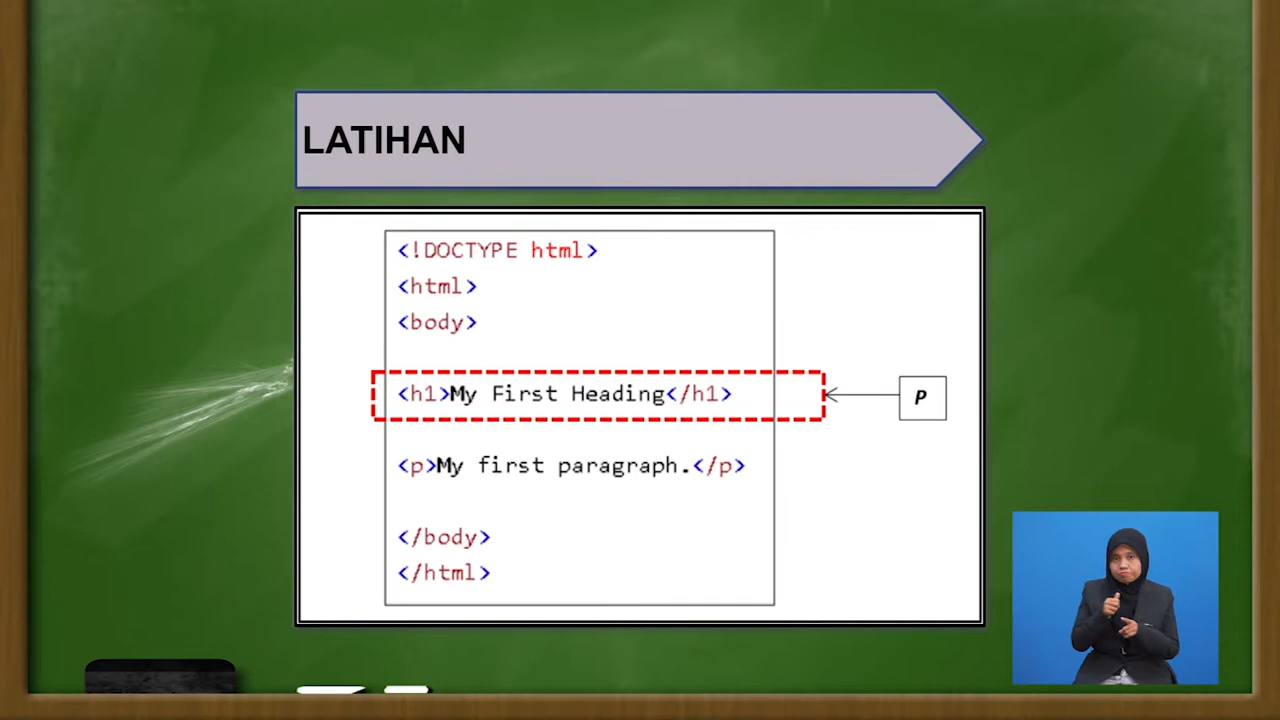 LATIHAN
<!DOCTYPE html>
<html>
<body>
<h1>My First Heading</h1>
P
<p>My first paragraph.</p>
</body>
</html>